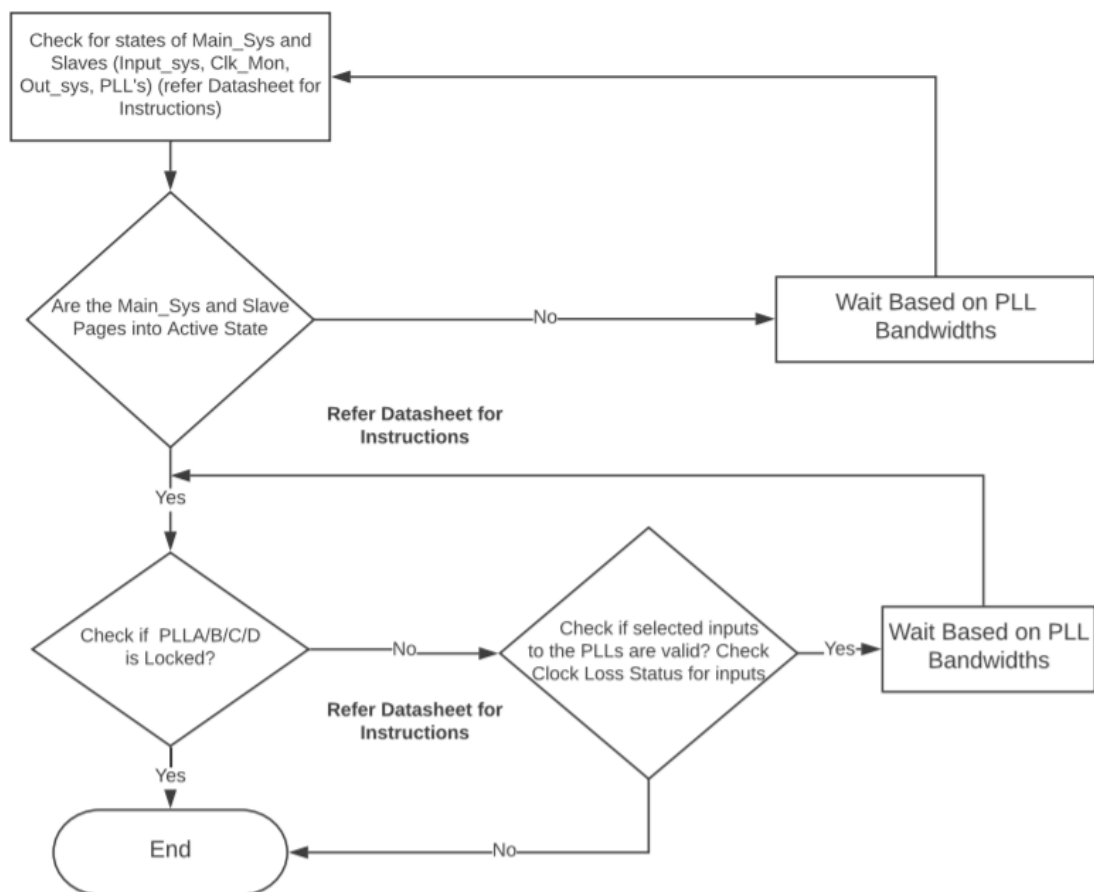 Check for states of Main_Sys and
Slaves (Input_sys, Clk_Mon,
Out_sys, PLL's) (refer Datasheet for
Instructions)
Are the Main_Sys and Slave
Pages into Active State
No
Wait Based on PLL
Bandwidths
Refer Datasheet for
Instructions
Yes
Check if PLLA/B/C/D
is Locked?
No
Check if selected inputs
to the PLLs are valid? Check
Clock Loss Status for inputs
Yes
Wait Based on PLL
Bandwidths
Refer Datasheet for
Instructions
Yes
End
No